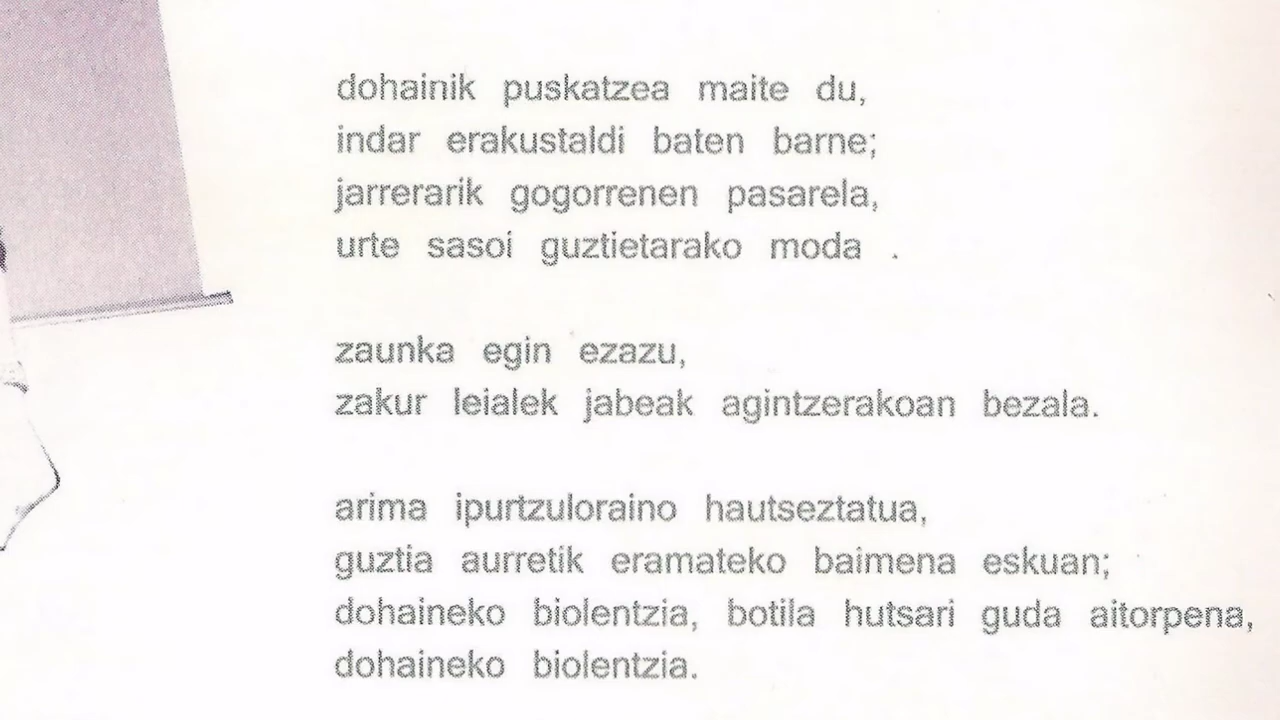 dohainik puskatzea maite du,
indar erakustaldi baten barne;
jarrerarik gogorrenen pasarela,
urte sasoi guztietarako moda .
zaunka egin ezazu,
zakur leialek jabeak agintzerakoan bezala.
arima ipurtzuloraino hautseztatua,
guztia aurretik eramateko baimena eskuan;
dohaineko biolentzia, botila hutsari guda aitorpena,
dohaineko biolentzia.